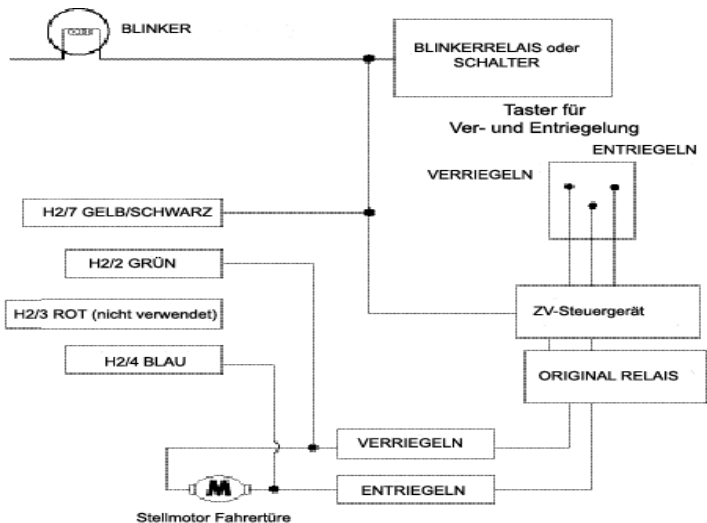 BLINKER
BLINKERRELAIS oder
SCHALTER
Taster für
Ver- und Entriegelung
ENTRIEGELN
VERRIEGELN
H2/7 GELB/SCHWARZ
H2/2 GRÜN
H2/3 ROT (nicht verwendet)
ZV-Steuergerät
H2/4 BLAU
ORIGINAL RELAIS
VERRIEGELN
M
ENTRIEGELN
Stellmotor Fahrertüre